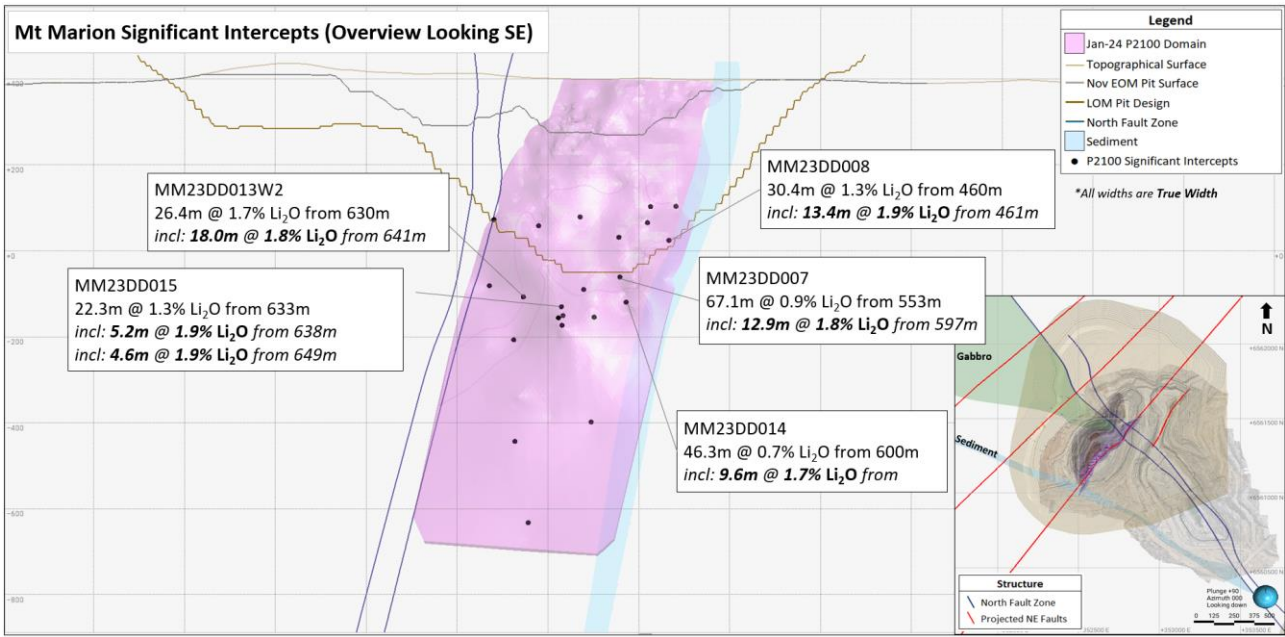 Mt Marion Significant Intercepts (Overview Looking SE)
Legend
Jan-24 P2100 Domain
Topographical Surface
Nov EOM Pit Surface
LOM Pit Design
North Fault Zone
Sediment
P2100 Significant Intercepts
*All widths are True Width
MM23DD013W2
26.4m @ 1.7% Li₂O from 630m
incl: 18.0m @ 1.8% Li₂O from 641m
MM23DD015
22.3m @ 1.3% Li₂O from 633m
incl: 5.2m @ 1.9% Li₂O from 638m
incl: 4.6m @ 1.9% Li₂O from 649m
MM23DD008
30.4m @ 1.3% Li₂O from 460m
incl: 13.4m @ 1.9% Li₂O from 461m
MM23DD007
67.1m @ 0.9% Li₂O from 553m
incl: 12.9m @ 1.8% Li₂O from 597m
MM23DD014
46.3m @ 0.7% Li₂O from 600m
incl: 9.6m @ 1.7% Li₂O from
+200
+0
+0
-200
-400
-600
-800
N
Gabbro
Sediment
+6562000 N
+6561500 N
+6561000 N
+6560500 N
Structure
North Fault Zone
Projected NE Faults
Plunge +90
Azimuth 000
Looking down
0 125 250 375 500